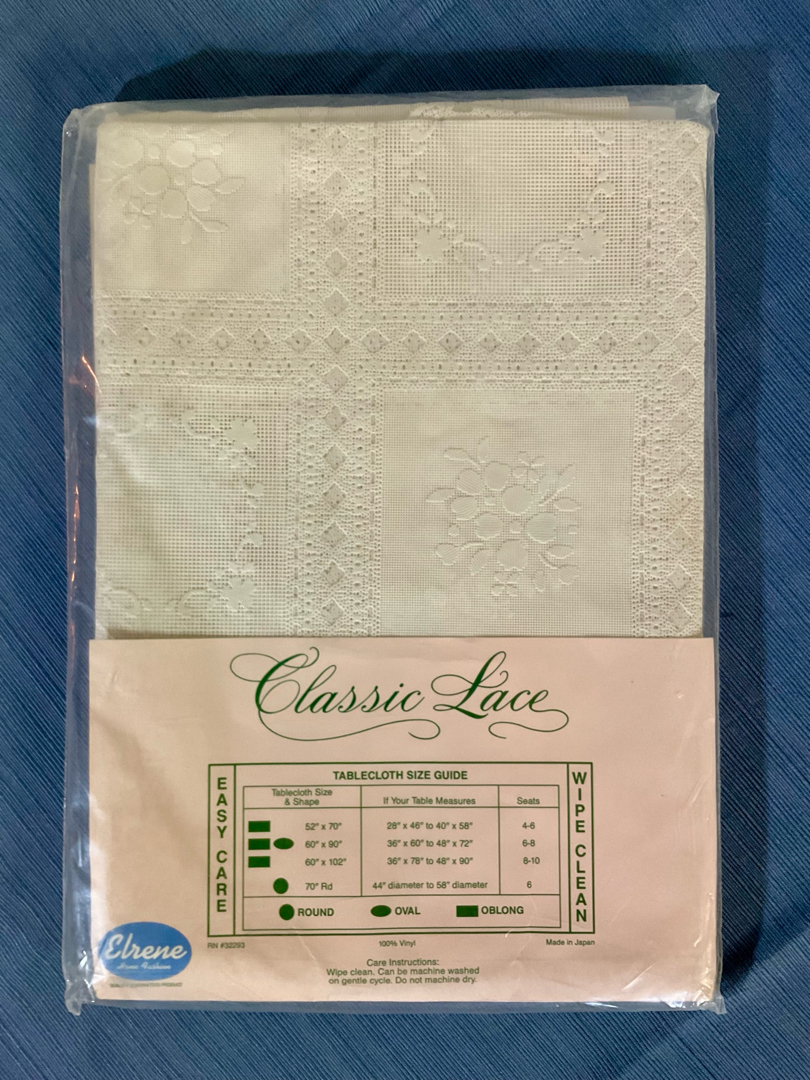 Classic Lace
EASY CARE
WIPE CLEAN
TABLECLOTH SIZE GUIDE
Tablecloth Size
& Shape
If Your Table Measures
Seats
52" x 70" 28" x 46" to 40" x 58" 4-6
60" x 90" 36" x 60" to 48" x 72" 6-8
60" x 102" 36" x 78" to 48" x 90" 8-10
70" Rd 44" diameter to 58" diameter 6
ROUND OVAL OBLONG
RN #32293 100% Vinyl Made in Japan
Elrene
Home Fashion
Care Instructions:
Wipe clean. Can be machine washed
on gentle cycle. Do not machine dry.